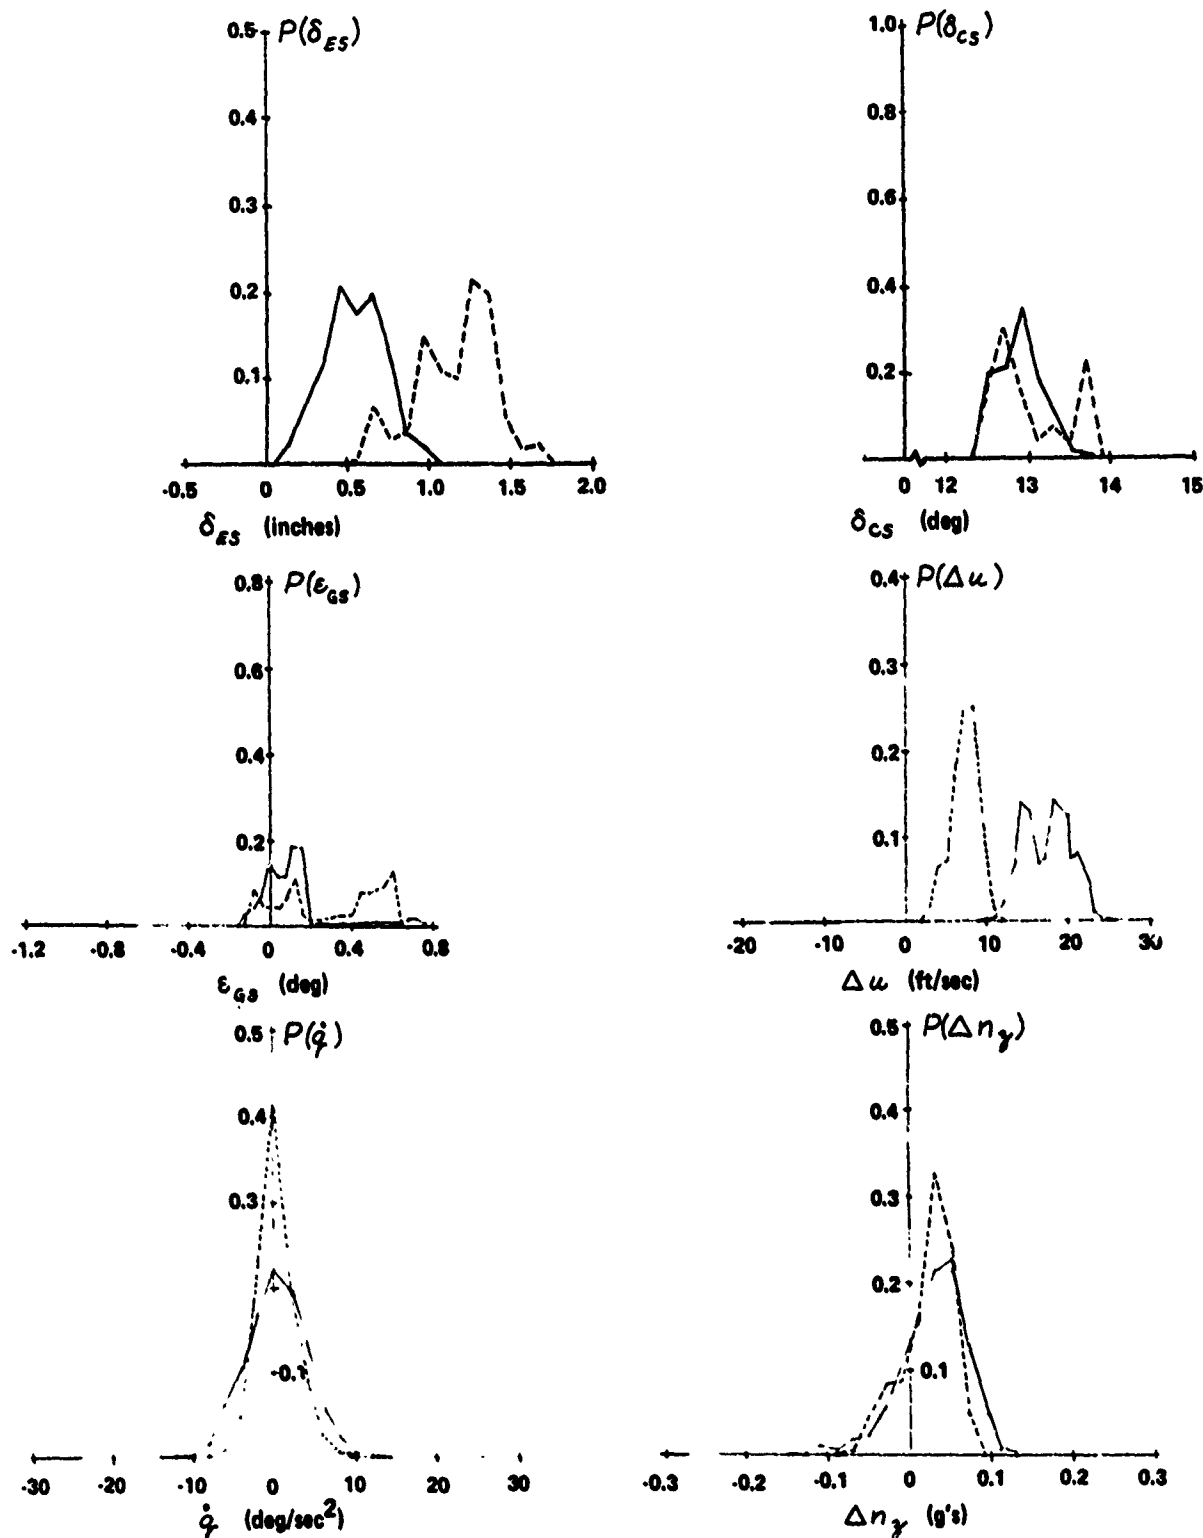 P(δES)
0.5
0.4
0.3
0.2
0.1
-0.5 0 0.5 1.0 1.5 2.0
δES (inches)
P(δCS)
1.0
0.8
0.6
0.4
0.2
0 12 13 14 15
δCS (deg)
P(εGS)
0.8
0.6
0.4
0.2
-1.2 -0.8 -0.4 0 0.4 0.8
εGS (deg)
P(Δu)
0.4
0.3
0.2
0.1
-20 -10 0 10 20 30
Δu (ft/sec)
P(q̇)
0.5
0.4
0.3
0.1
-30 -20 -10 0 10 20 30
q̇ (deg/sec²)
P(Δnz)
0.5
0.4
0.3
0.2
0.1
-0.3 -0.2 -0.1 0 0.1 0.2 0.3
Δnz (g's)